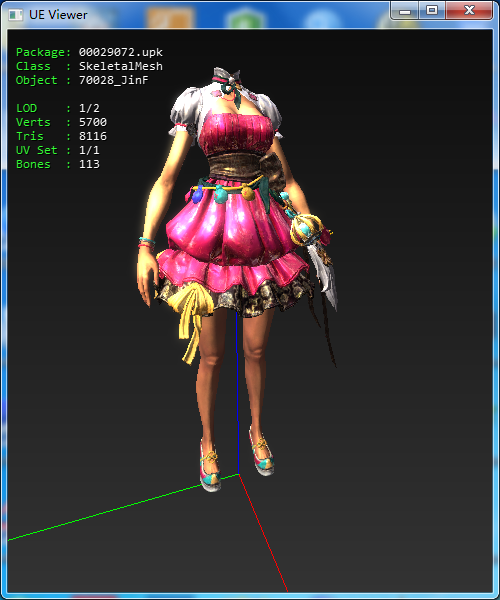 UE Viewer
Package: 00029072.upk
Class : SkeletalMesh
Object : 70028_JinF
LOD : 1/2
Verts : 5700
Tris : 8116
UV Set : 1/1
Bones : 113